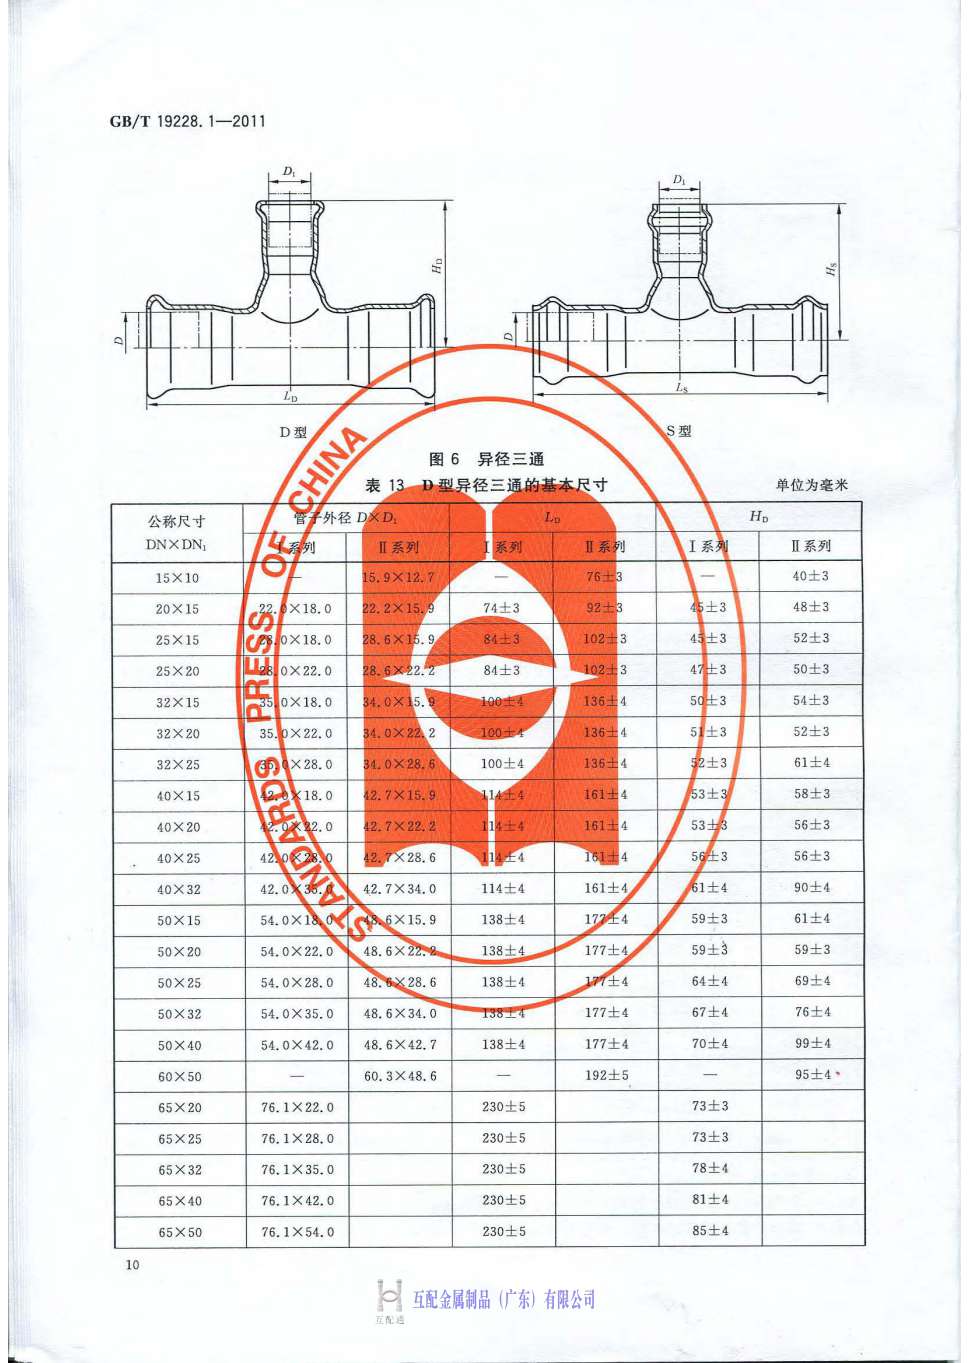 GB/T 19228.1—2011
D₁
D₁
H_D
H_S
D
D
L_D
L_S
D型
S型
图 6 异径三通
表 13 D型异径三通的基本尺寸 单位为毫米
公称尺寸 DN×DN₁ 管子外径 D×D₁ L_D H_D
Ⅰ系列 Ⅱ系列 Ⅰ系列 Ⅱ系列 Ⅰ系列 Ⅱ系列
15×10 — 15.9×12.7 — 76±3 — 40±3
20×15 22.0×18.0 22.2×15.9 74±3 92±3 45±3 48±3
25×15 28.0×18.0 28.6×15.9 84±3 102±3 45±3 52±3
25×20 28.0×22.0 28.6×22.2 84±3 102±3 47±3 50±3
32×15 35.0×18.0 34.0×15.9 100±4 136±4 50±3 54±3
32×20 35.0×22.0 34.0×22.2 100±4 136±4 51±3 52±3
32×25 35.0×28.0 34.0×28.6 100±4 136±4 52±3 61±4
40×15 42.0×18.0 42.7×15.9 114±4 161±4 53±3 58±3
40×20 42.0×22.0 42.7×22.2 114±4 161±4 53±3 56±3
40×25 42.0×28.0 42.7×28.6 114±4 161±4 56±3 56±3
40×32 42.0×35.0 42.7×34.0 114±4 161±4 61±4 90±4
50×15 54.0×18.0 48.6×15.9 138±4 177±4 59±3 61±4
50×20 54.0×22.0 48.6×22.2 138±4 177±4 59±3 59±3
50×25 54.0×28.0 48.6×28.6 138±4 177±4 64±4 69±4
50×32 54.0×35.0 48.6×34.0 138±4 177±4 67±4 76±4
50×40 54.0×42.0 48.6×42.7 138±4 177±4 70±4 99±4
60×50 — 60.3×48.6 — 192±5 — 95±4
65×20 76.1×22.0 230±5 73±3
65×25 76.1×28.0 230±5 73±3
65×32 76.1×35.0 230±5 78±4
65×40 76.1×42.0 230±5 81±4
65×50 76.1×54.0 230±5 85±4
STANDARDS PRESS OF CHINA
10
互配金属制品（广东）有限公司
互配通